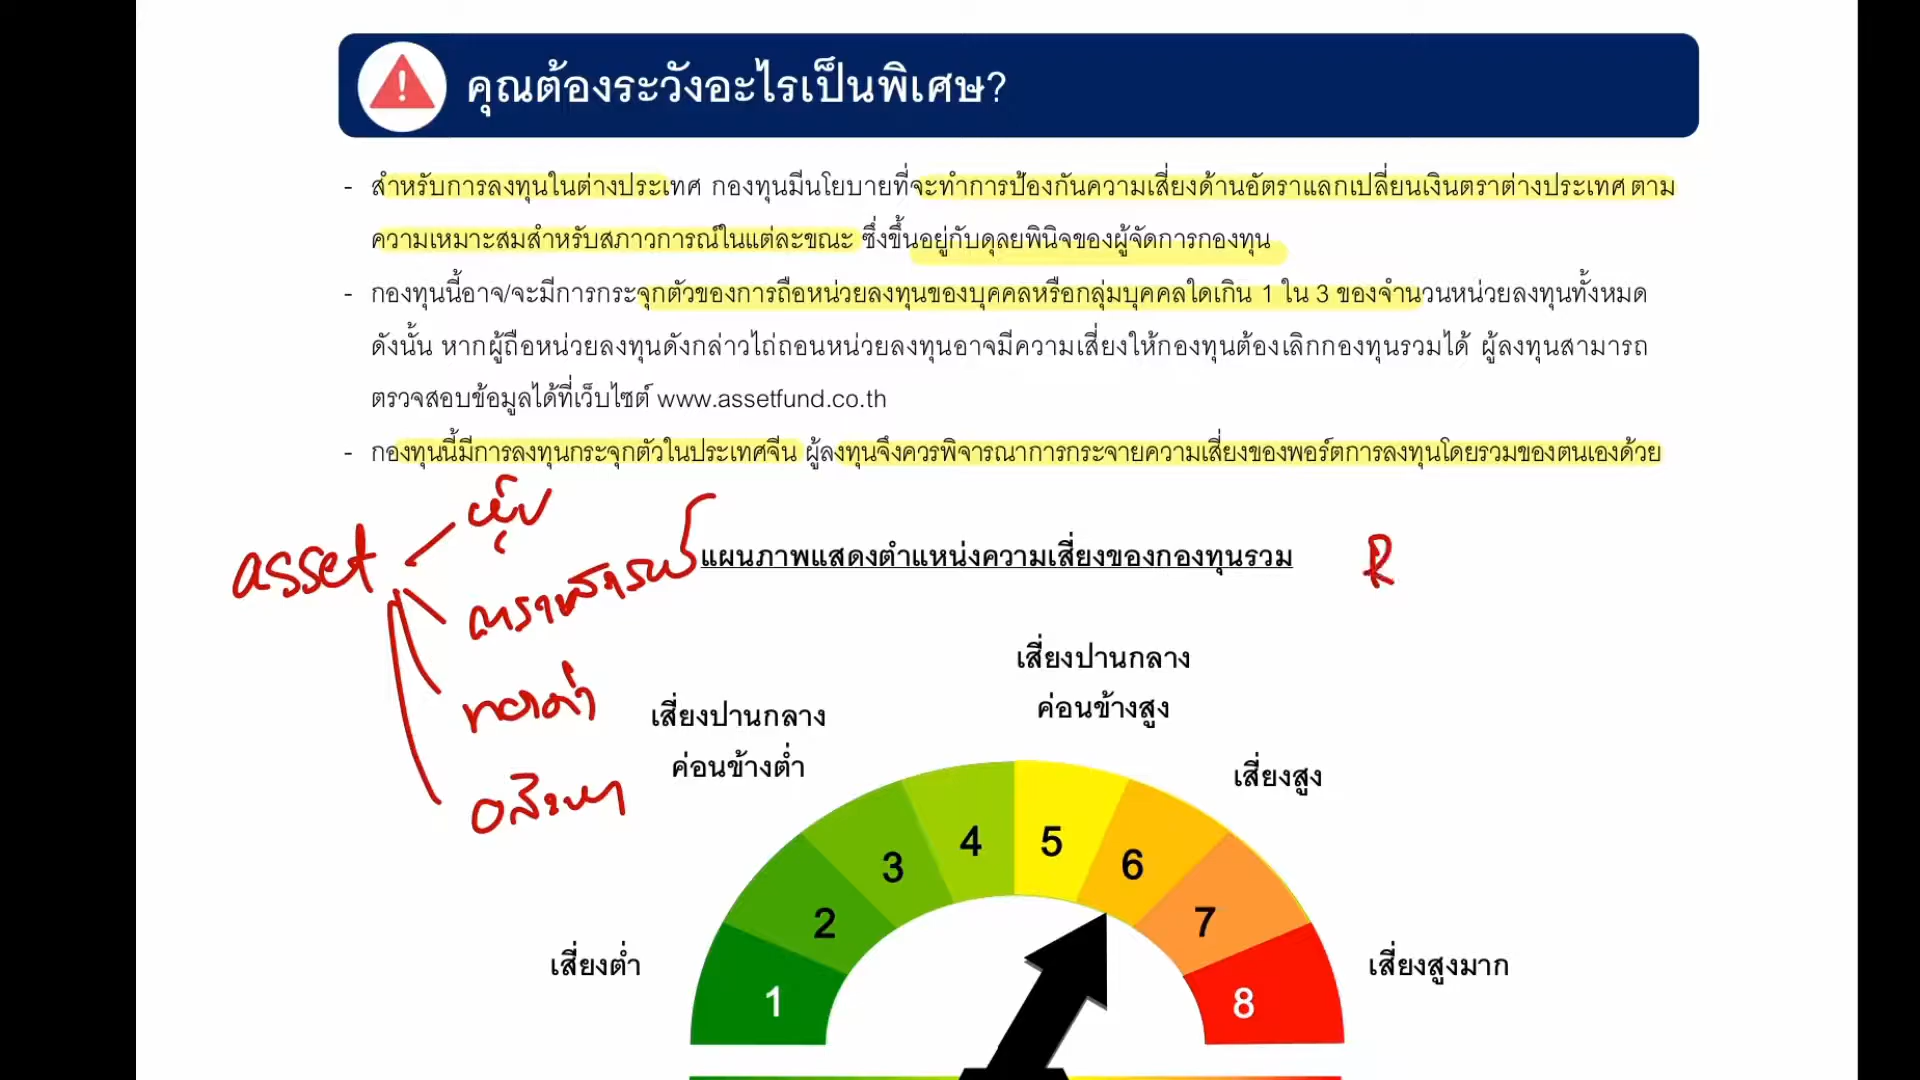 คุณต้องระวังอะไรเป็นพิเศษ?
- สำหรับการลงทุนในต่างประเทศ กองทุนมีนโยบายที่จะทำการป้องกันความเสี่ยงด้านอัตราแลกเปลี่ยนเงินตราต่างประเทศ ตาม
ความเหมาะสมสำหรับสภาวการณ์ในแต่ละขณะ ซึ่งขึ้นอยู่กับดุลยพินิจของผู้จัดการกองทุน
- กองทุนนี้อาจ/จะมีการกระจุกตัวของการถือหน่วยลงทุนของบุคคลหรือกลุ่มบุคคลใดเกิน 1 ใน 3 ของจำนวนหน่วยลงทุนทั้งหมด
ดังนั้น หากผู้ถือหน่วยลงทุนดังกล่าวไถ่ถอนหน่วยลงทุนอาจมีความเสี่ยงให้กองทุนต้องเลิกกองทุนรวมได้ ผู้ลงทุนสามารถ
ตรวจสอบข้อมูลได้ที่เว็บไซต์ www.assetfund.co.th
- กองทุนนี้มีการลงทุนกระจุกตัวในประเทศจีน ผู้ลงทุนจึงควรพิจารณาการกระจายความเสี่ยงของพอร์ตการลงทุนโดยรวมของตนเองด้วย
หุ้น
asset
แผนภาพแสดงตำแหน่งความเสี่ยงของกองทุนรวม
R
ตราสารหนี้
ทองคำ
อสังหา
เสี่ยงปานกลาง
ค่อนข้างต่ำ
เสี่ยงปานกลาง
ค่อนข้างสูง
เสี่ยงสูง
เสี่ยงต่ำ
เสี่ยงสูงมาก
1
2
3
4
5
6
7
8